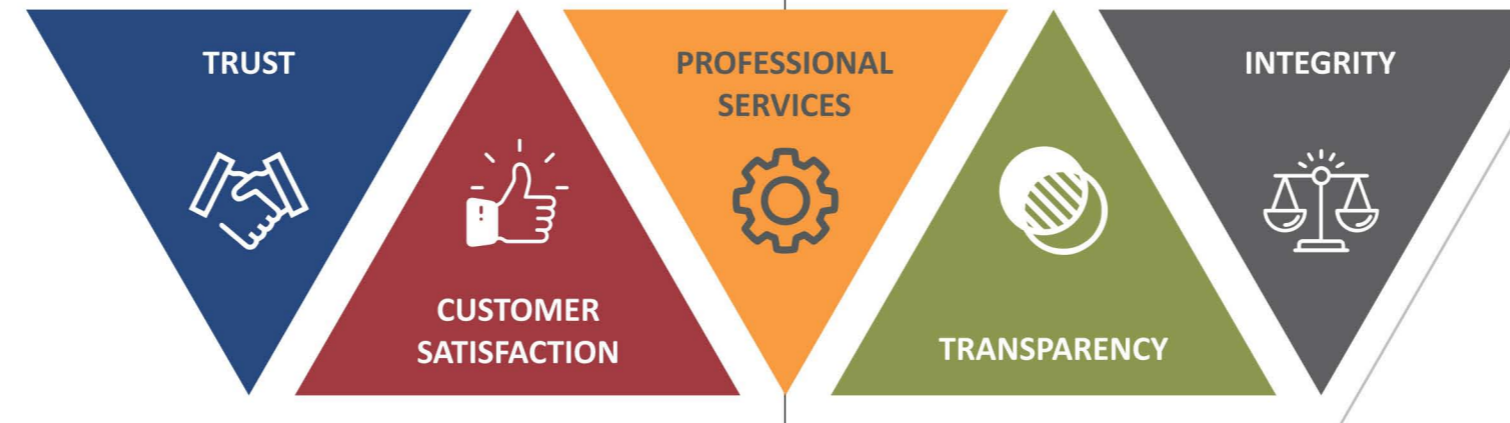 TRUST
CUSTOMER
SATISFACTION
PROFESSIONAL
SERVICES
TRANSPARENCY
INTEGRITY